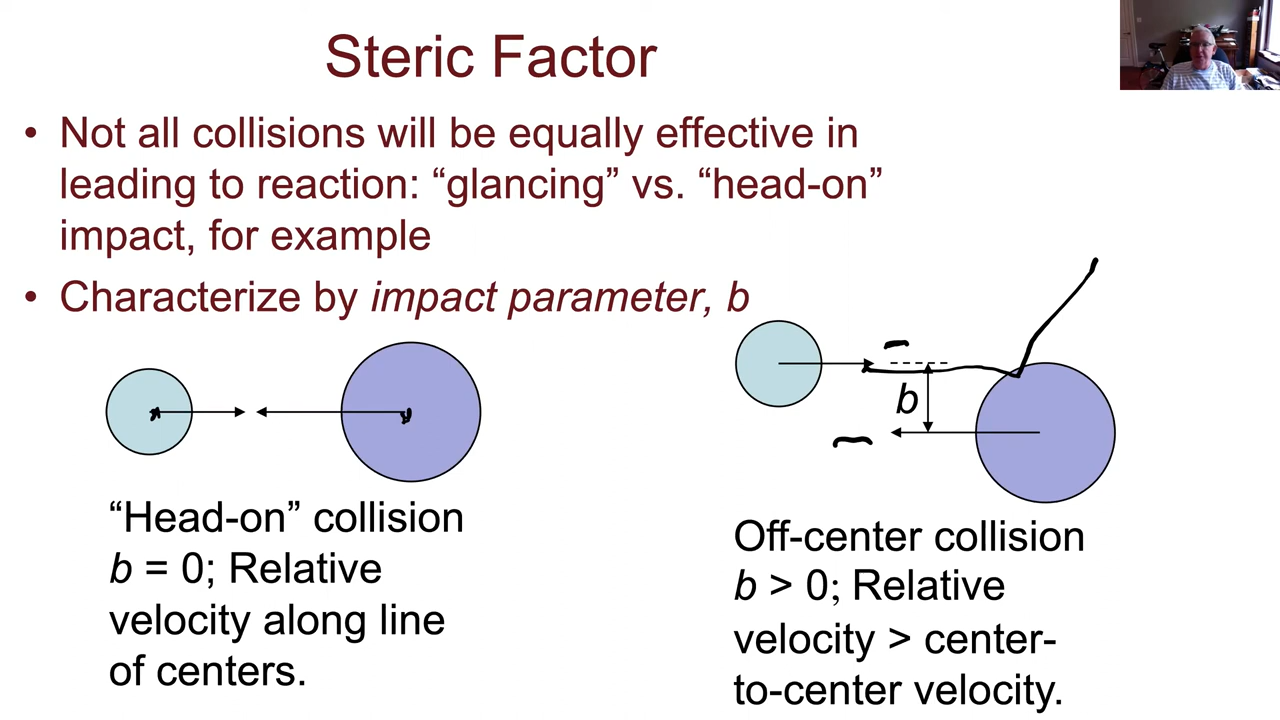 Steric Factor
• Not all collisions will be equally effective in
leading to reaction: “glancing” vs. “head-on”
impact, for example
• Characterize by impact parameter, b
b
“Head-on” collision
b = 0; Relative
velocity along line
of centers.
Off-center collision
b > 0; Relative
velocity > center-
to-center velocity.